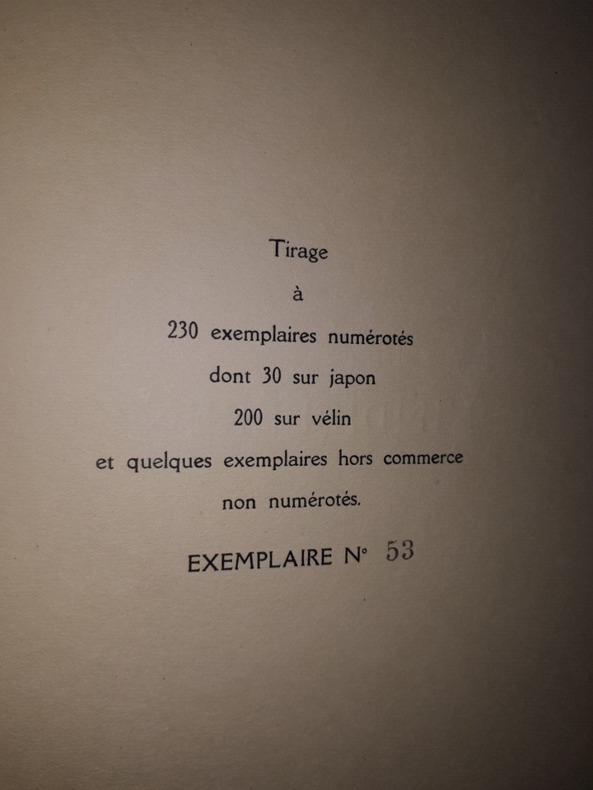 Tirage
à
230 exemplaires numérotés
dont 30 sur japon
200 sur vélin
et quelques exemplaires hors commerce
non numérotés.
EXEMPLAIRE N° 53